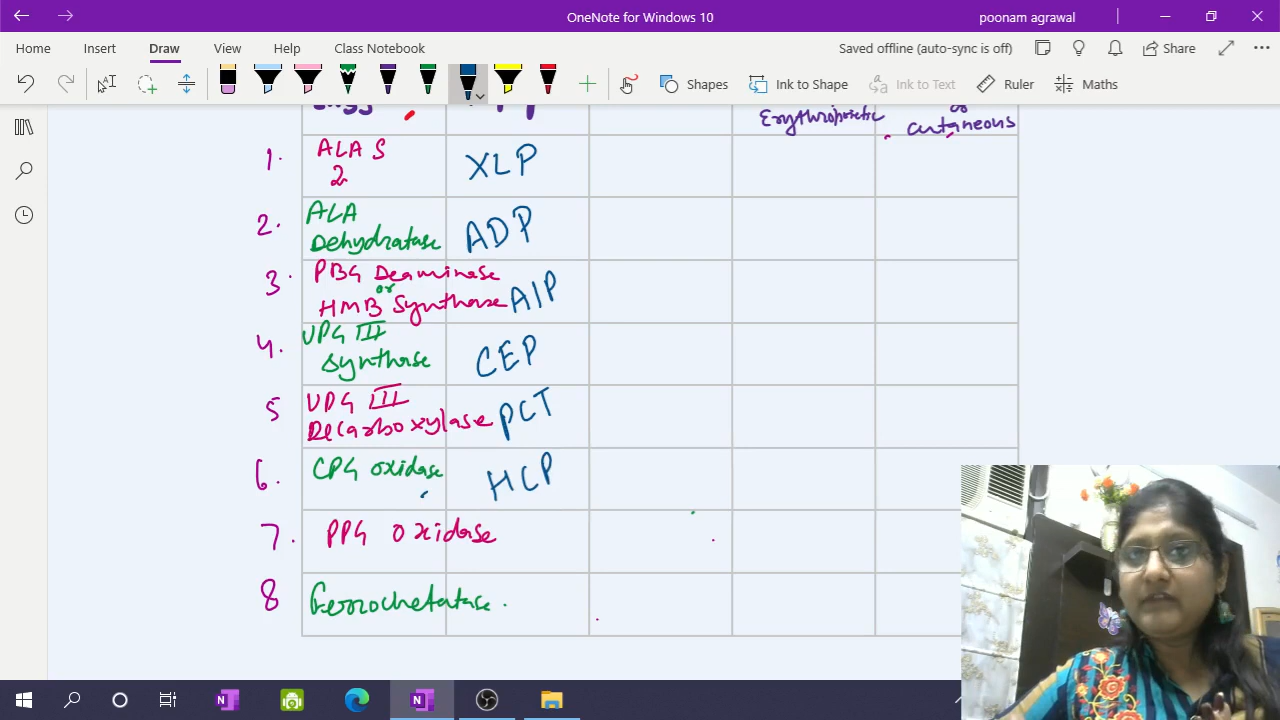 OneNote for Windows 10
poonam agrawal
Home Insert Draw View Help Class Notebook
Saved offline (auto-sync is off)
Share
Shapes
Ink to Shape
Ink to Text
Ruler
Maths
Erythropoietic
or
cutaneous
1. ALA S
2
XLP
2. ALA
Dehydratase
ADP
3. PBG Deaminase
or
HMB Synthase
AIP
4. UPG III
Synthase
CEP
5 UPG III
Decarboxylase
PCT
6. CPG oxidase
HCP
7. PPG oxidase
8 Ferrochetatase